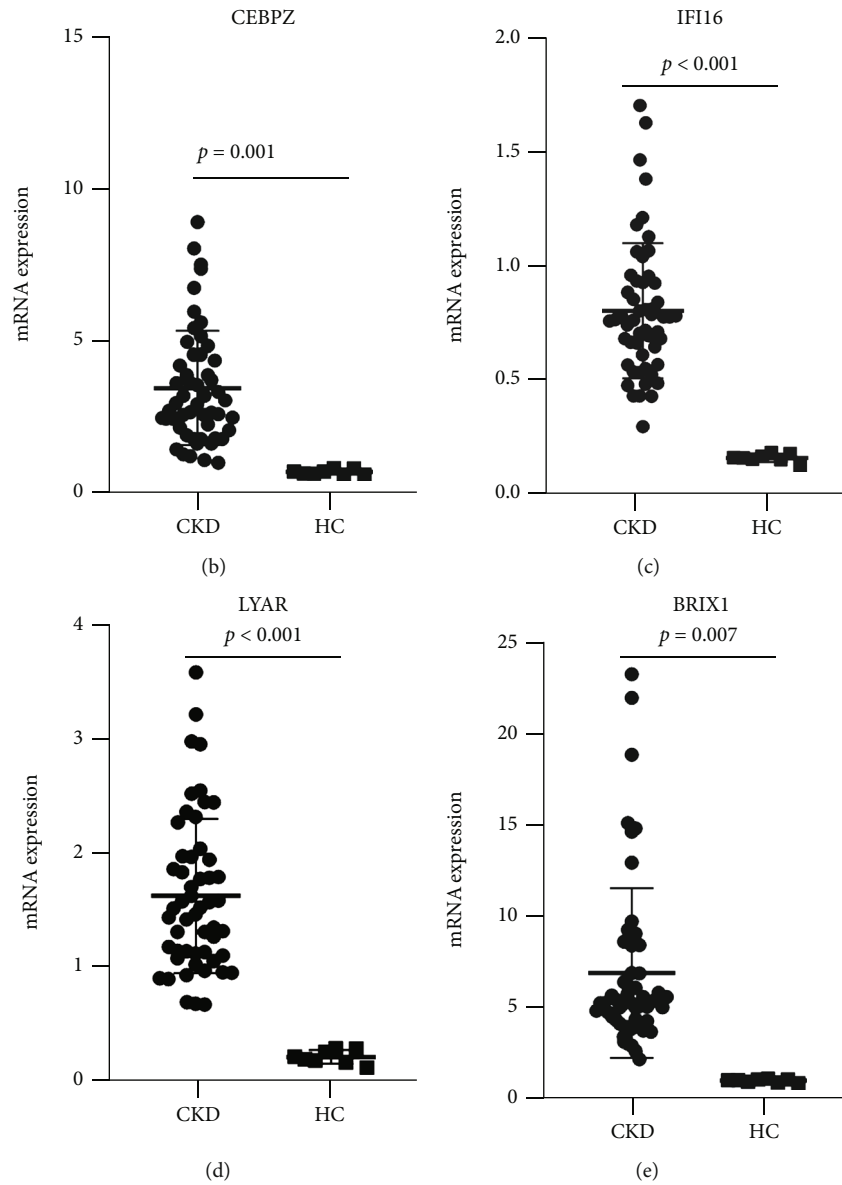 CEBPZ
15
10
5
0
mRNA expression
p = 0.001
CKD
HC
(b)
IFI16
2.0
1.5
1.0
0.5
0.0
mRNA expression
p < 0.001
CKD
HC
(c)
LYAR
4
3
2
1
0
mRNA expression
p < 0.001
CKD
HC
(d)
BRIX1
25
20
15
10
5
0
mRNA expression
p = 0.007
CKD
HC
(e)